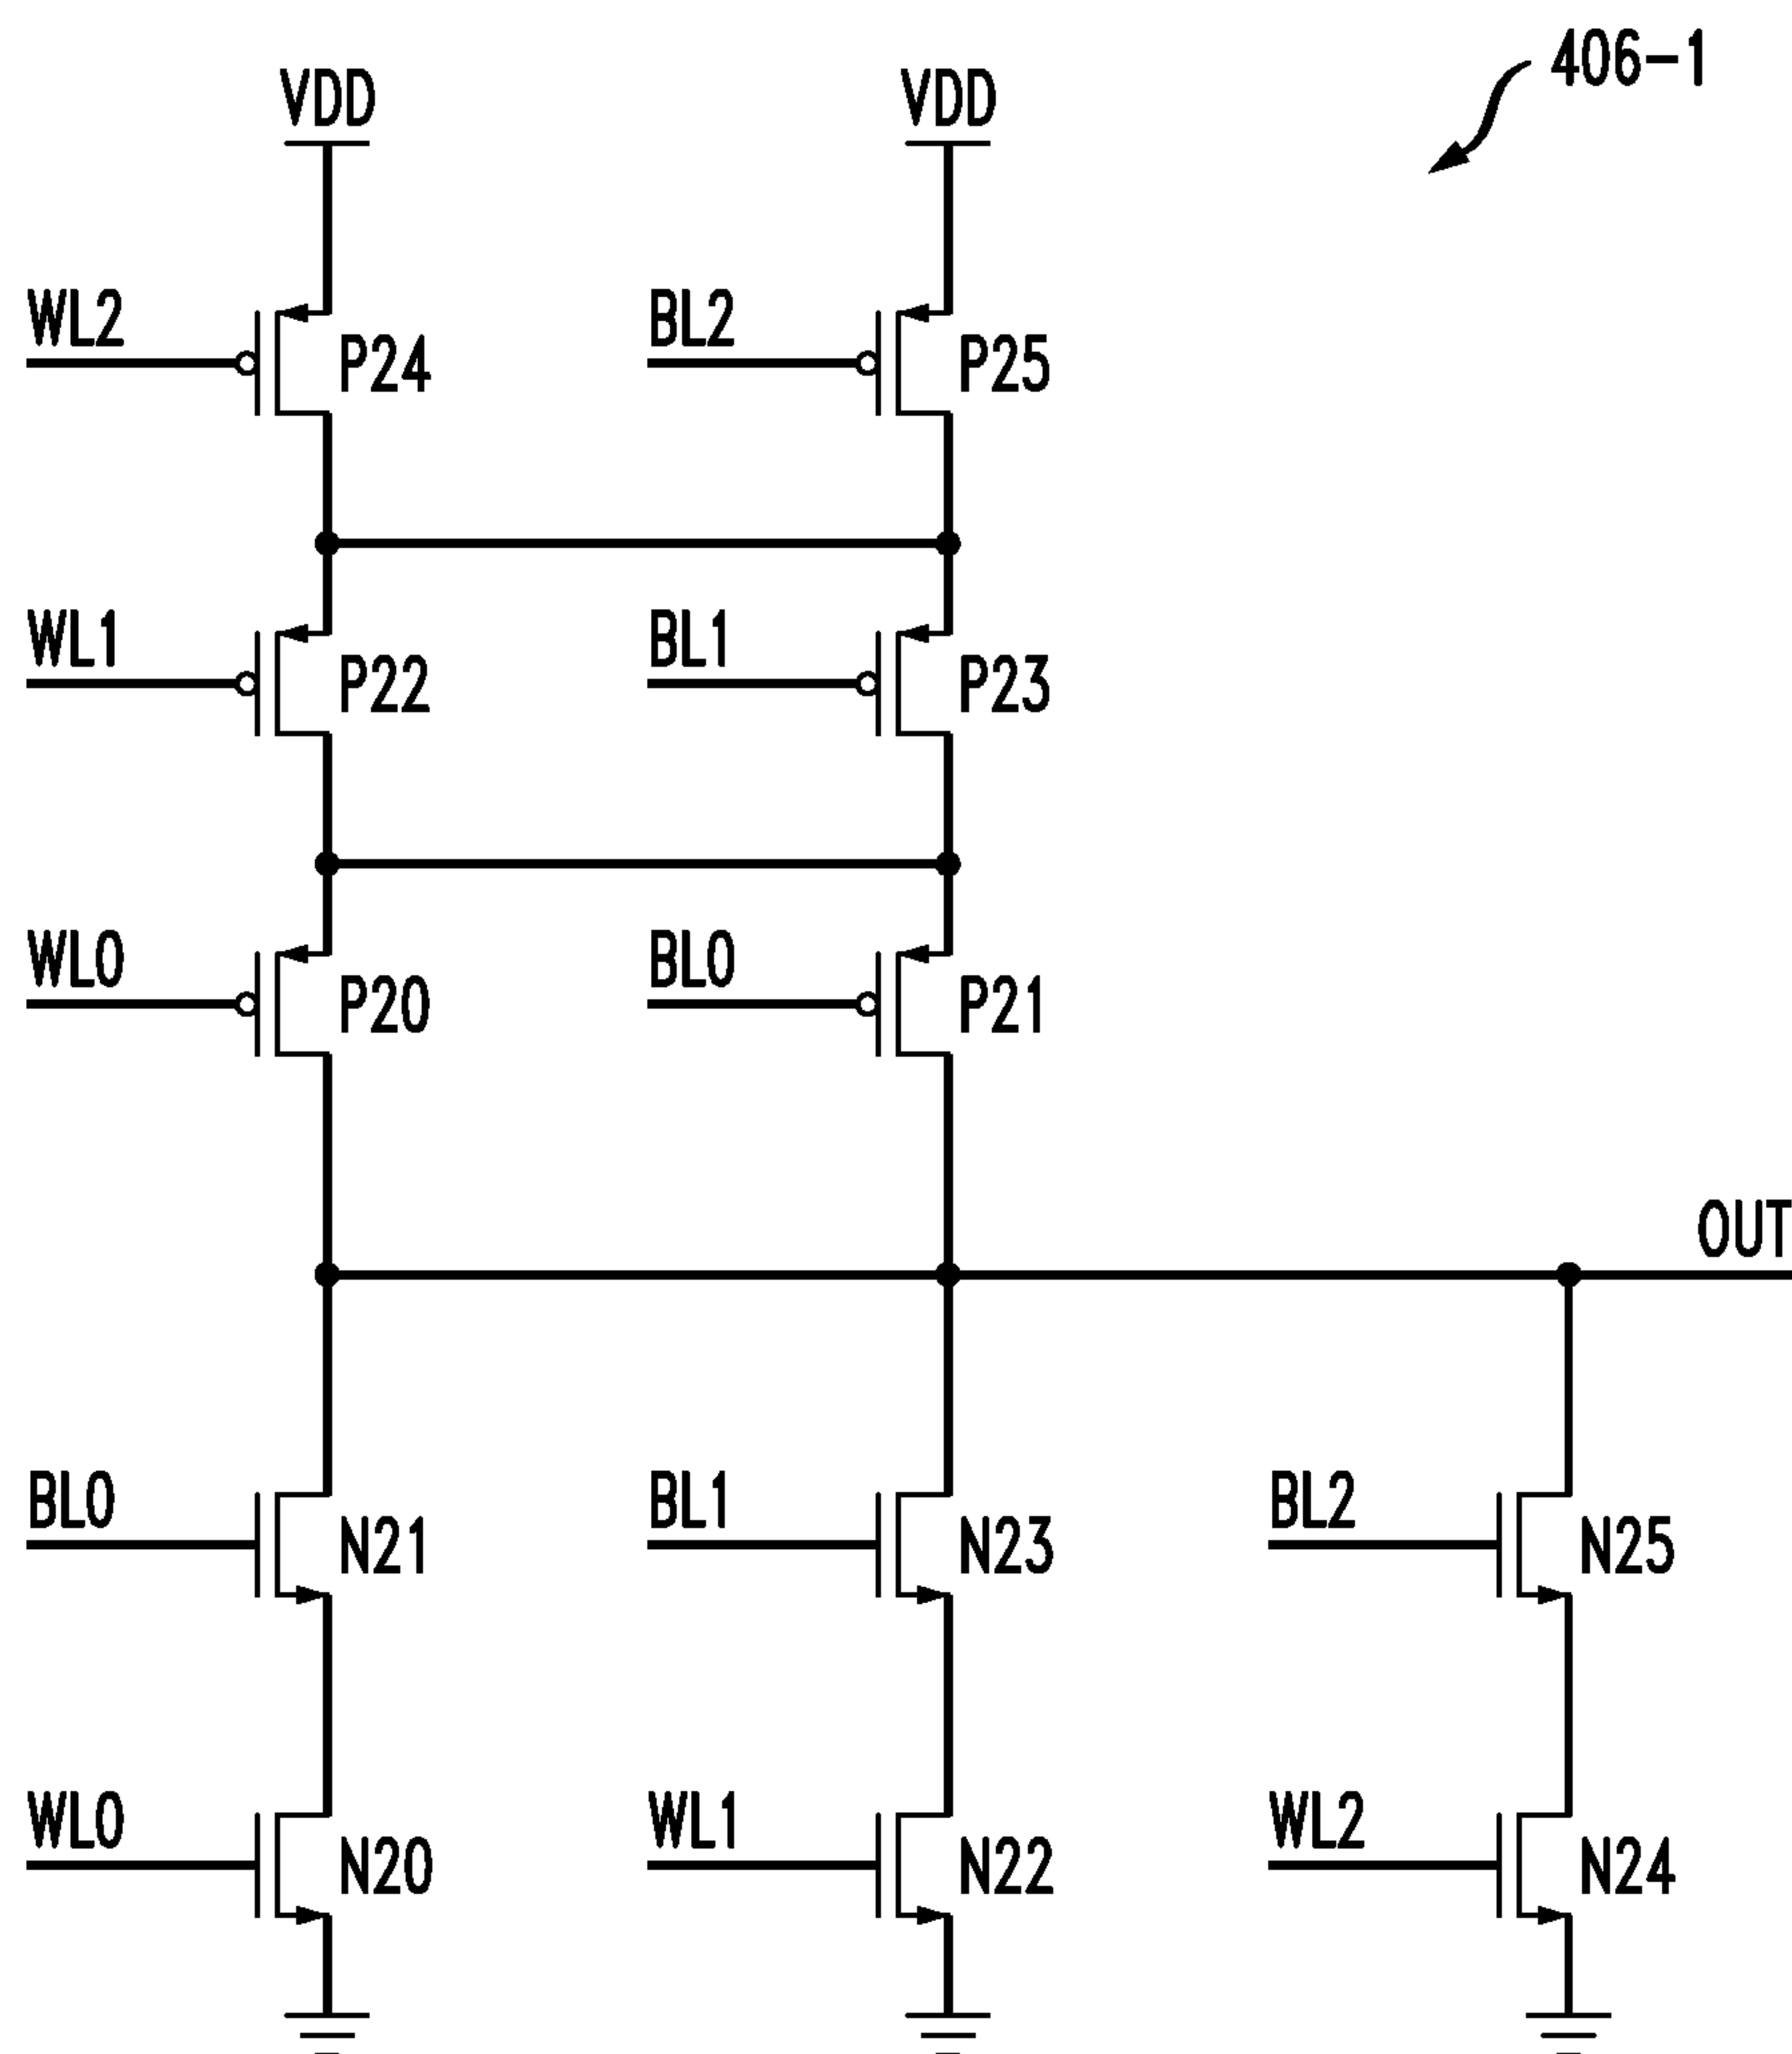 406-1
VDD VDD
WL2 BL2
P24 P25
WL1 BL1
P22 P23
WL0 BL0
P20 P21
OUT
BL0 BL1 BL2
N21 N23 N25
WL0 WL1 WL2
N20 N22 N24